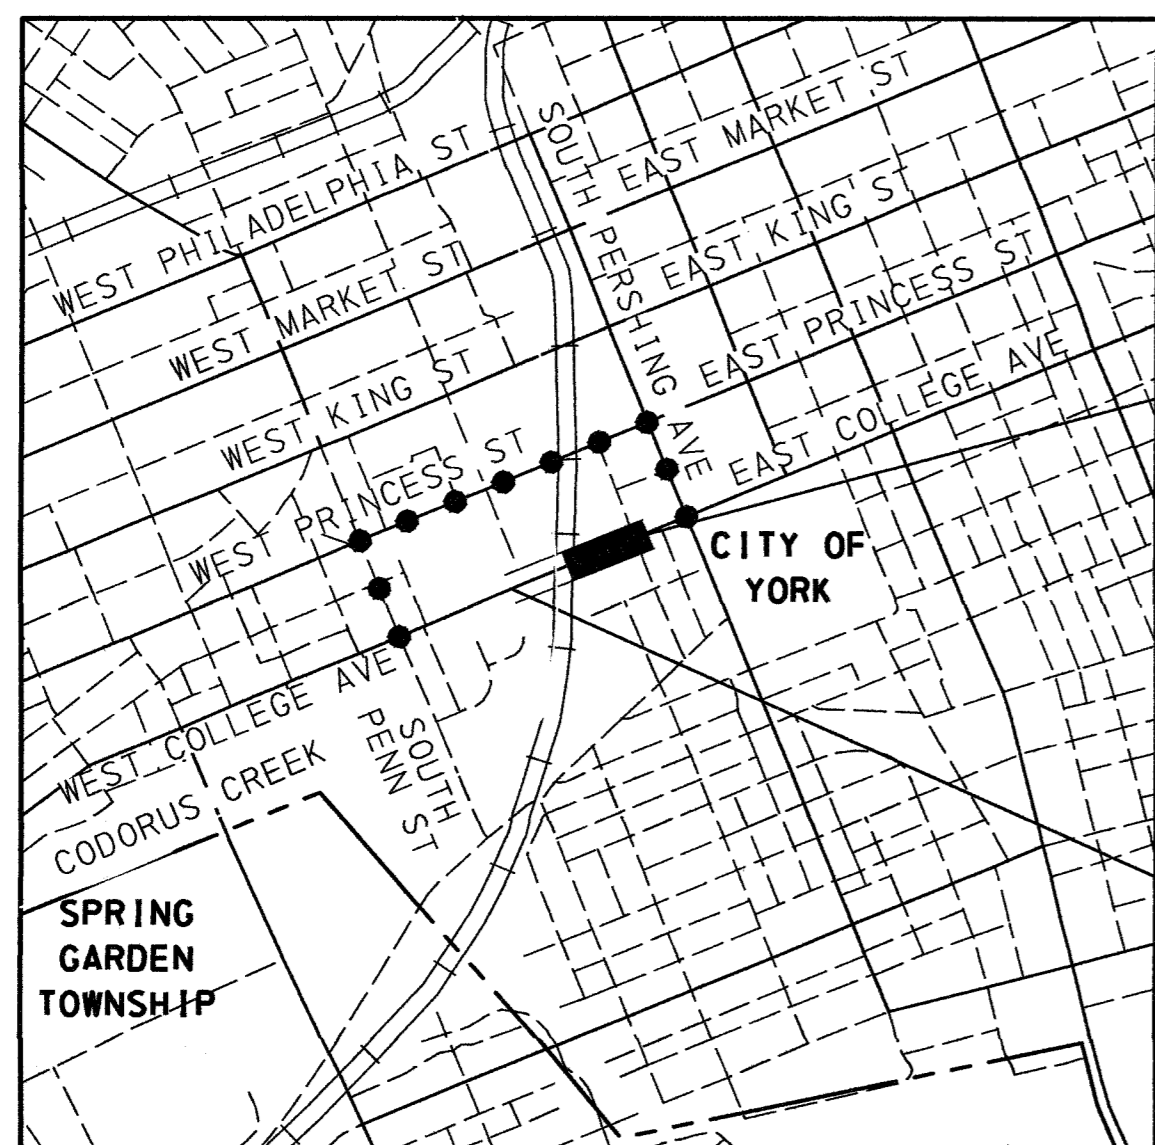 SOUTH PERSHING AVE
EAST MARKET ST
WEST PHILADELPHIA ST
EAST KING S
WEST MARKET ST
EAST PRINCESS ST
WEST KING ST
EAST COLLEGE AVE
WEST PRINCESS ST
CITY OF
YORK
WEST COLLEGE AVE
SOUTH
PENN ST
CODORUS CREEK
SPRING
GARDEN
TOWNSHIP